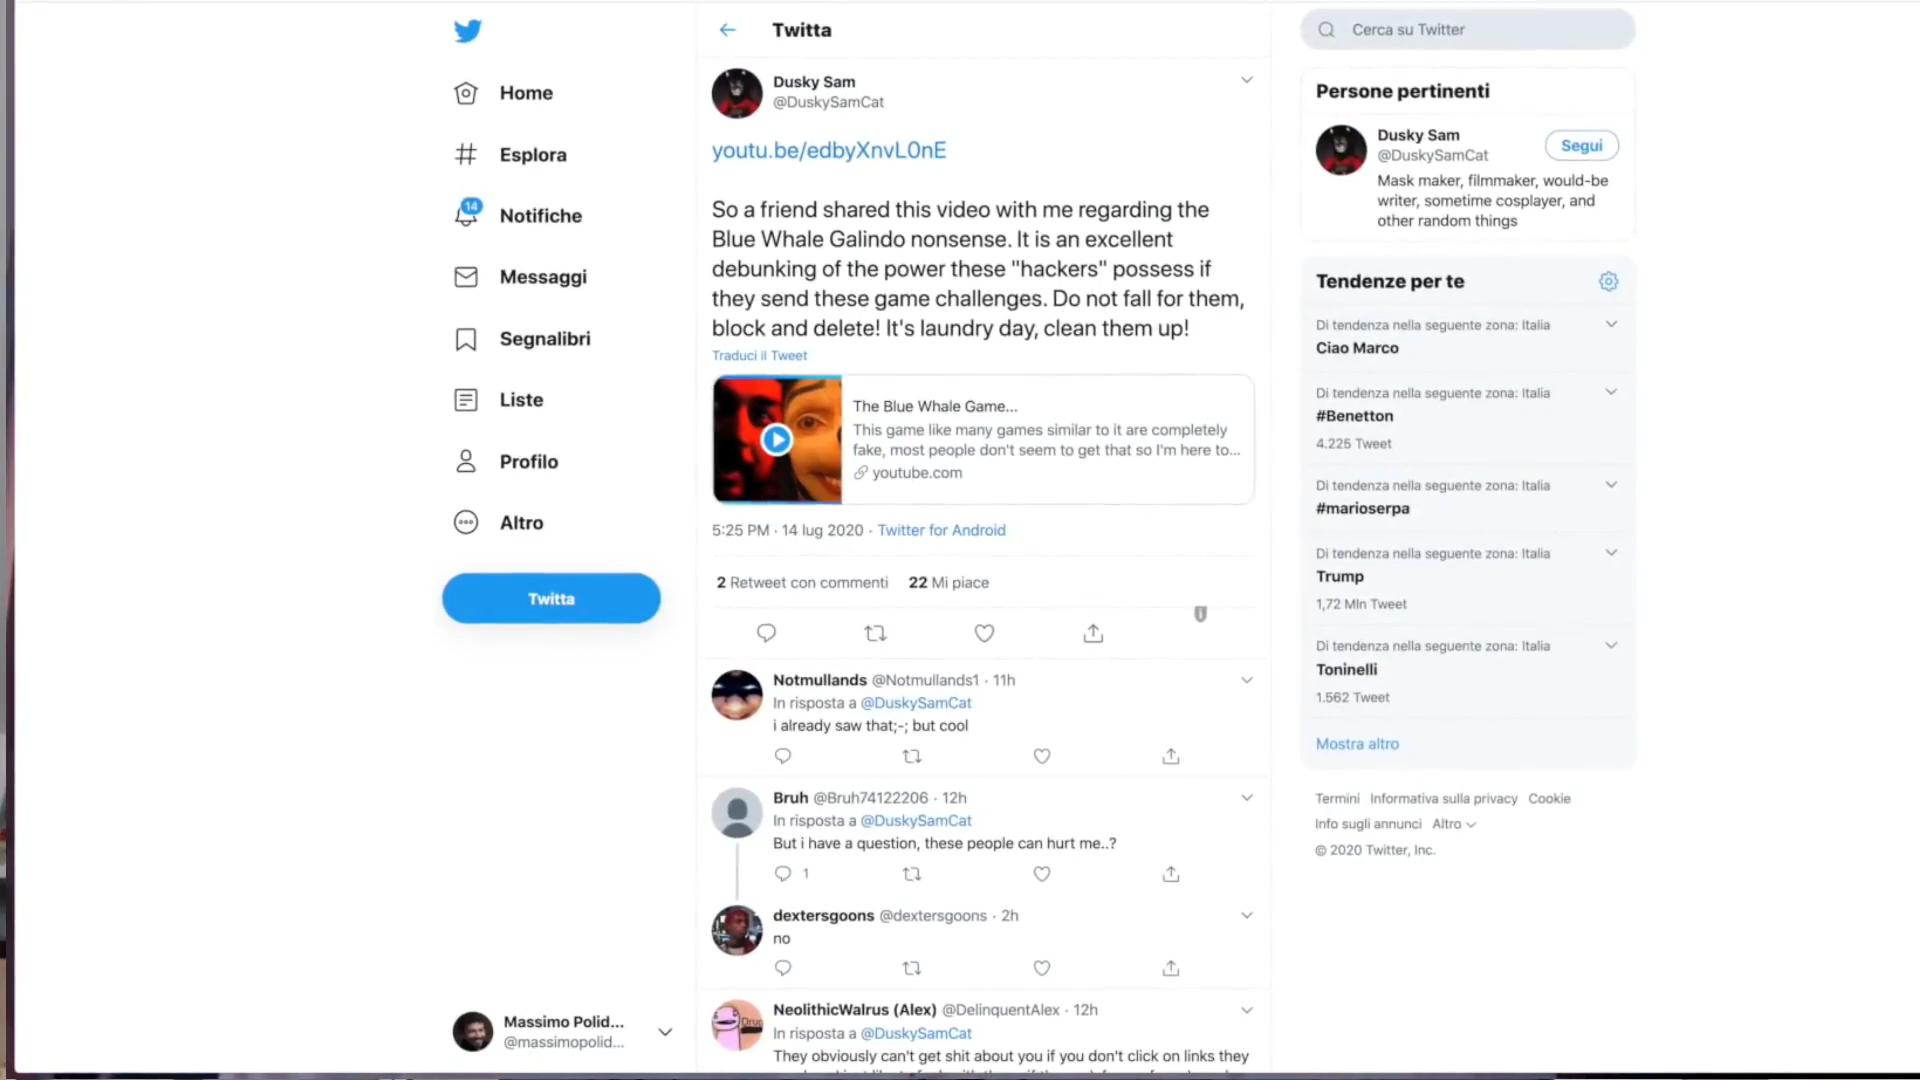 Home
Esplora
14
Notifiche
Messaggi
Segnalibri
Liste
Profilo
Altro
Twitta
Massimo Polid...
@massimopolid...
Twitta
Dusky Sam
@DuskySamCat
youtu.be/edbyXnvL0nE
So a friend shared this video with me regarding the
Blue Whale Galindo nonsense. It is an excellent
debunking of the power these "hackers" possess if
they send these game challenges. Do not fall for them,
block and delete! It's laundry day, clean them up!
Traduci il Tweet
The Blue Whale Game...
This game like many games similar to it are completely
fake, most people don't seem to get that so I'm here to...
youtube.com
5:25 PM · 14 lug 2020 · Twitter for Android
2 Retweet con commenti 22 Mi piace
Notmullands @Notmullands1 · 11h
In risposta a @DuskySamCat
i already saw that;-; but cool
Bruh @Bruh74122206 · 12h
In risposta a @DuskySamCat
But i have a question, these people can hurt me..?
1
dextersgoons @dextersgoons · 2h
no
NeolithicWalrus (Alex) @DelinquentAlex · 12h
In risposta a @DuskySamCat
They obviously can't get shit about you if you don't click on links they
Cerca su Twitter
Persone pertinenti
Dusky Sam
@DuskySamCat
Segui
Mask maker, filmmaker, would-be
writer, sometime cosplayer, and
other random things
Tendenze per te
Di tendenza nella seguente zona: Italia
Ciao Marco
Di tendenza nella seguente zona: Italia
#Benetton
4.225 Tweet
Di tendenza nella seguente zona: Italia
#marioserpa
Di tendenza nella seguente zona: Italia
Trump
1,72 Mln Tweet
Di tendenza nella seguente zona: Italia
Toninelli
1.562 Tweet
Mostra altro
Termini Informativa sulla privacy Cookie
Info sugli annunci Altro
© 2020 Twitter, Inc.